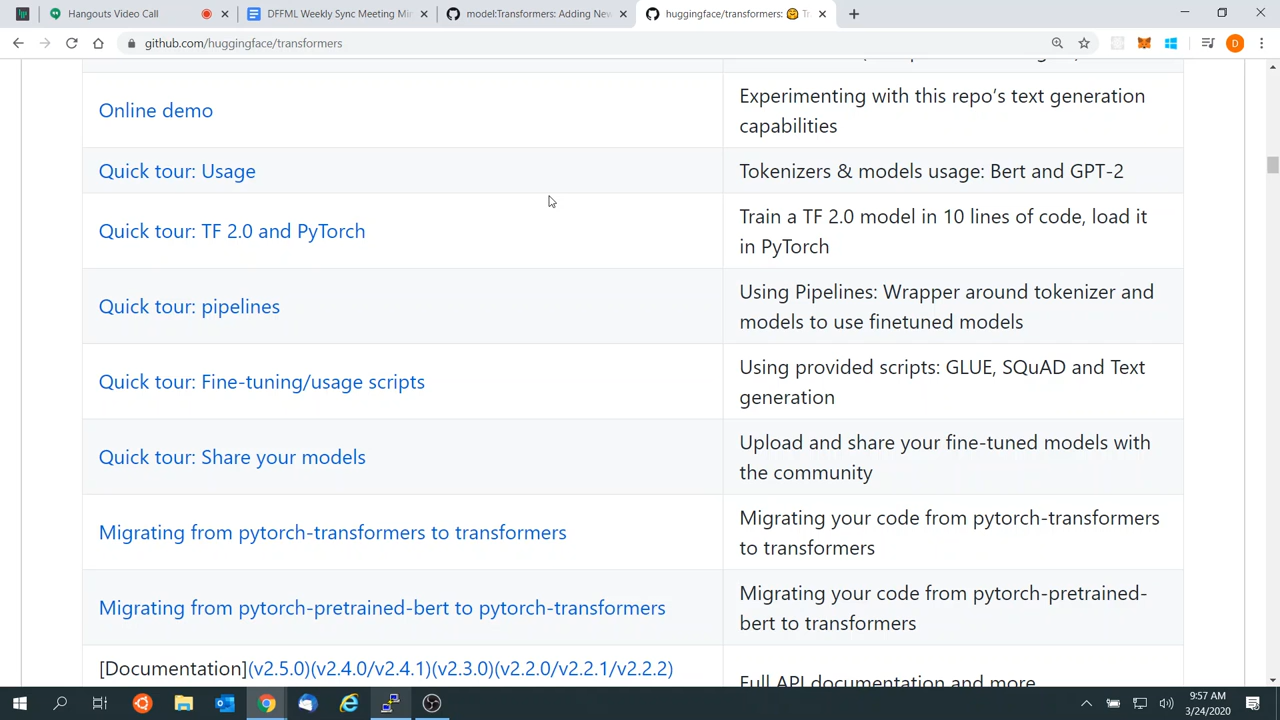 Hangouts Video Call
DFFML Weekly Sync Meeting Min
model:Transformers: Adding New
huggingface/transformers: 🤗 Tr
github.com/huggingface/transformers
D
Online demo
Experimenting with this repo’s text generation
capabilities
Quick tour: Usage
Tokenizers & models usage: Bert and GPT-2
Quick tour: TF 2.0 and PyTorch
Train a TF 2.0 model in 10 lines of code, load it
in PyTorch
Quick tour: pipelines
Using Pipelines: Wrapper around tokenizer and
models to use finetuned models
Quick tour: Fine-tuning/usage scripts
Using provided scripts: GLUE, SQuAD and Text
generation
Quick tour: Share your models
Upload and share your fine-tuned models with
the community
Migrating from pytorch-transformers to transformers
Migrating your code from pytorch-transformers
to transformers
Migrating from pytorch-pretrained-bert to pytorch-transformers
Migrating your code from pytorch-pretrained-
bert to transformers
[Documentation](v2.5.0)(v2.4.0/v2.4.1)(v2.3.0)(v2.2.0/v2.2.1/v2.2.2)
Full API documentation and more
9:57 AM
3/24/2020